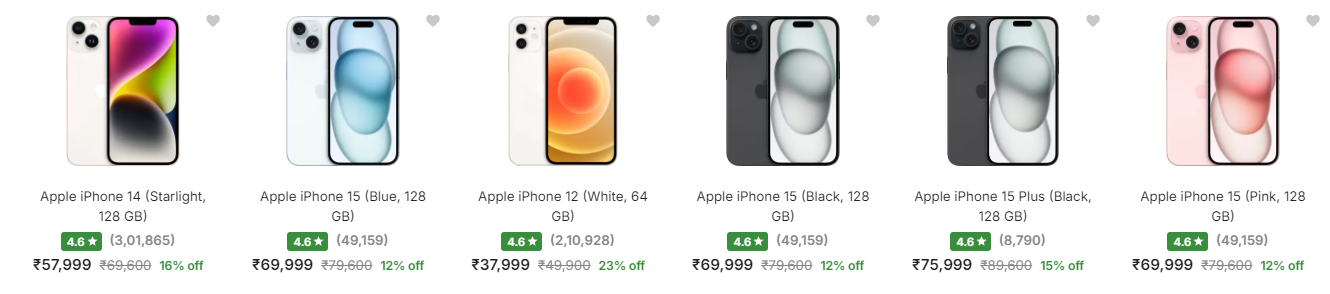 Apple iPhone 14 (Starlight,
128 GB)
4.6★ (3,01,865)
₹57,999 ₹69,600 16% off
Apple iPhone 15 (Blue, 128
GB)
4.6★ (49,159)
₹69,999 ₹79,600 12% off
Apple iPhone 12 (White, 64
GB)
4.6★ (2,10,928)
₹37,999 ₹49,900 23% off
Apple iPhone 15 (Black, 128
GB)
4.6★ (49,159)
₹69,999 ₹79,600 12% off
Apple iPhone 15 Plus (Black,
128 GB)
4.6★ (8,790)
₹75,999 ₹89,600 15% off
Apple iPhone 15 (Pink, 128
GB)
4.6★ (49,159)
₹69,999 ₹79,600 12% off